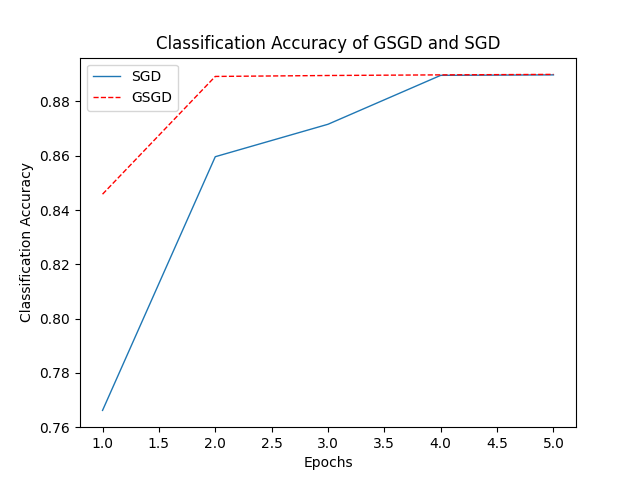 Classification Accuracy of GSGD and SGD
SGD
GSGD
Classification Accuracy
0.88
0.86
0.84
0.82
0.80
0.78
0.76
1.0 1.5 2.0 2.5 3.0 3.5 4.0 4.5 5.0
Epochs